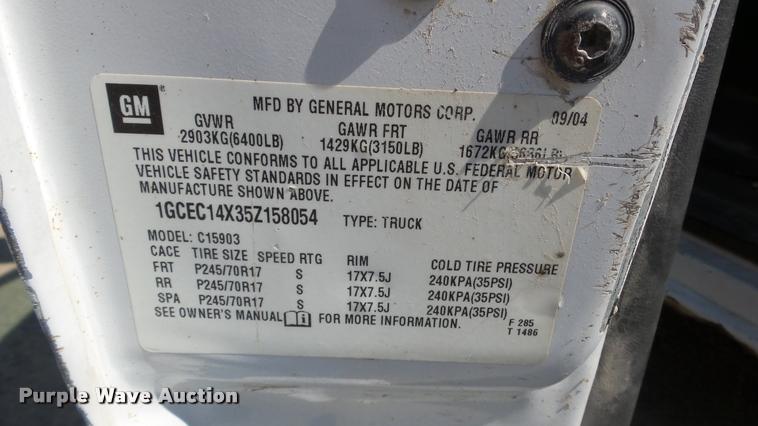 GM
MFD BY GENERAL MOTORS CORP. 09/04
GVWR GAWR FRT GAWR RR
2903KG(6400LB) 1429KG(3150LB) 1672KG(3686LB)
THIS VEHICLE CONFORMS TO ALL APPLICABLE U.S. FEDERAL MOTOR
VEHICLE SAFETY STANDARDS IN EFFECT ON THE DATE OF
MANUFACTURE SHOWN ABOVE.
1GCEC14X35Z158054 TYPE: TRUCK
MODEL: C15903
CACE TIRE SIZE SPEED RTG RIM COLD TIRE PRESSURE
FRT P245/70R17 S 17X7.5J 240KPA(35PSI)
RR P245/70R17 S 17X7.5J 240KPA(35PSI)
SPA P245/70R17 S 17X7.5J 240KPA(35PSI)
SEE OWNER'S MANUAL FOR MORE INFORMATION.
F 285
T 1486
Purple Wave Auction